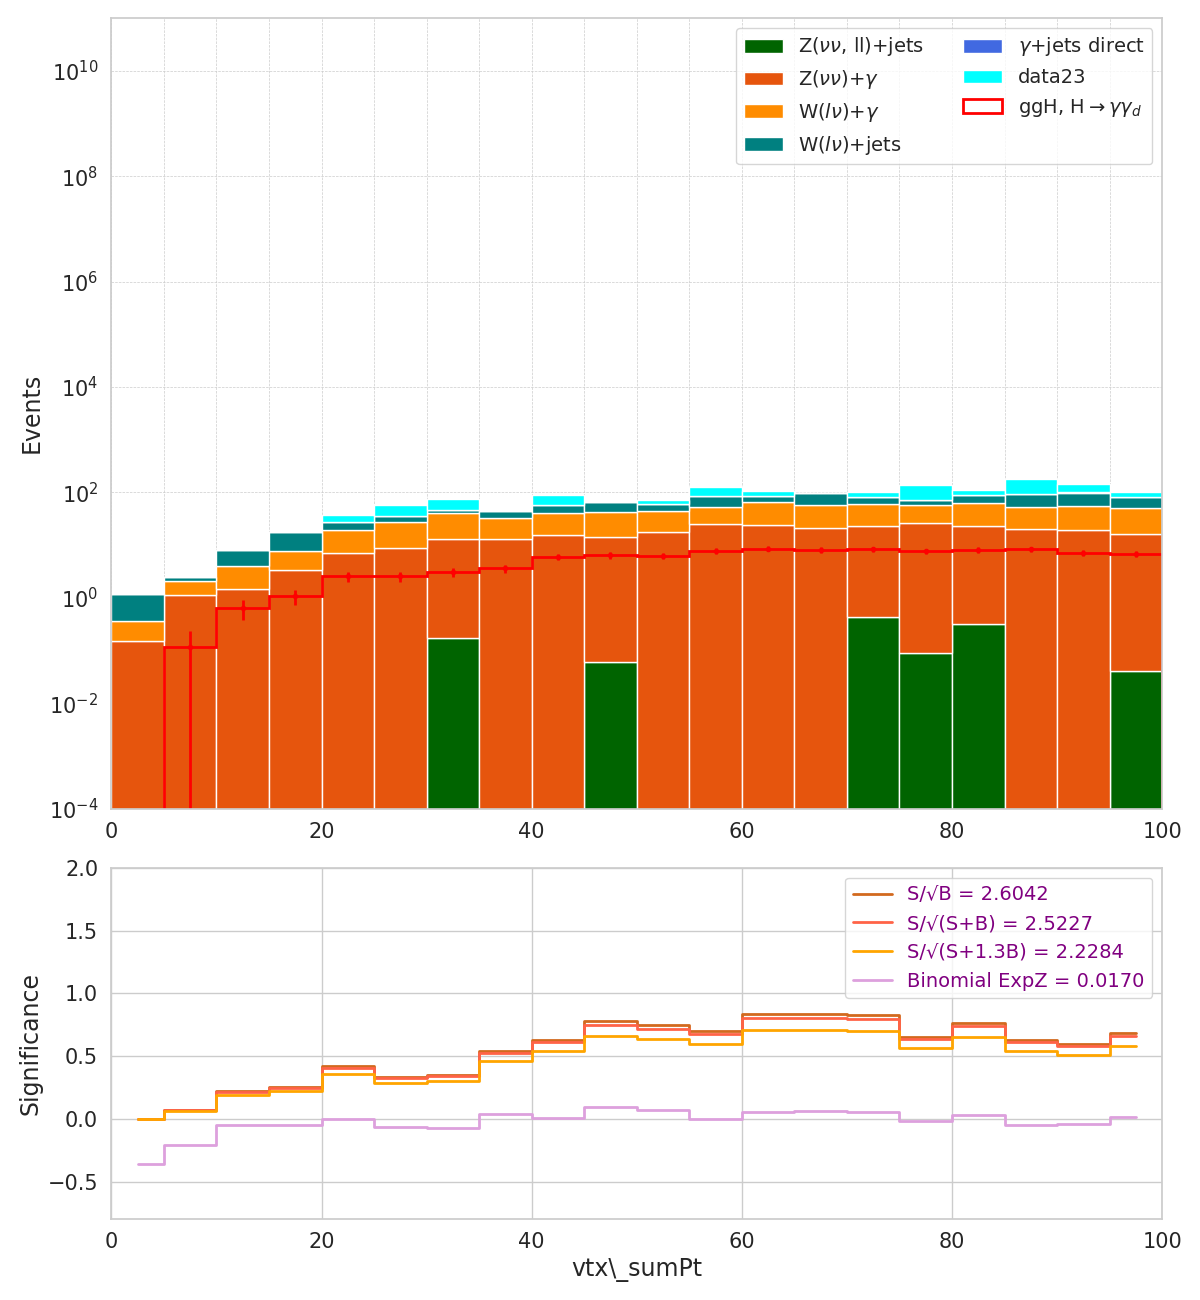 Z(νν, ll)+jets
Z(νν)+γ
W(lν)+γ
W(lν)+jets
γ+jets direct
data23
ggH, H→γγ_d
Events
10^10
10^8
10^6
10^4
10^2
10^0
10^−2
10^−4
0 20 40 60 80 100
S/√B = 2.6042
S/√(S+B) = 2.5227
S/√(S+1.3B) = 2.2284
Binomial ExpZ = 0.0170
Significance
2.0
1.5
1.0
0.5
0.0
−0.5
0 20 40 60 80 100
vtx\_sumPt